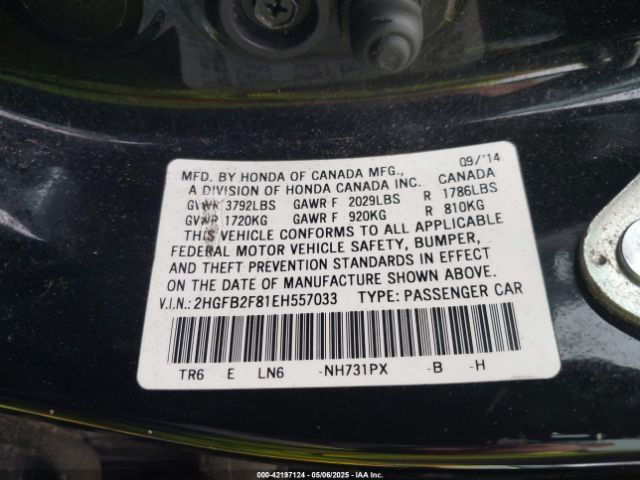 MFD. BY HONDA OF CANADA MFG., 09/'14
A DIVISION OF HONDA CANADA INC. CANADA
GVWR 3792LBS GAWR F 2029LBS R 1786LBS
GVWR 1720KG GAWR F 920KG R 810KG
THIS VEHICLE CONFORMS TO ALL APPLICABLE
FEDERAL MOTOR VEHICLE SAFETY, BUMPER,
AND THEFT PREVENTION STANDARDS IN EFFECT
ON THE DATE OF MANUFACTURE SHOWN ABOVE.
V.I.N.: 2HGFB2F81EH557033 TYPE: PASSENGER CAR
TR6 E LN6 -NH731PX -B -H
000-42197124 - 05/06/2025 - IAAI.com